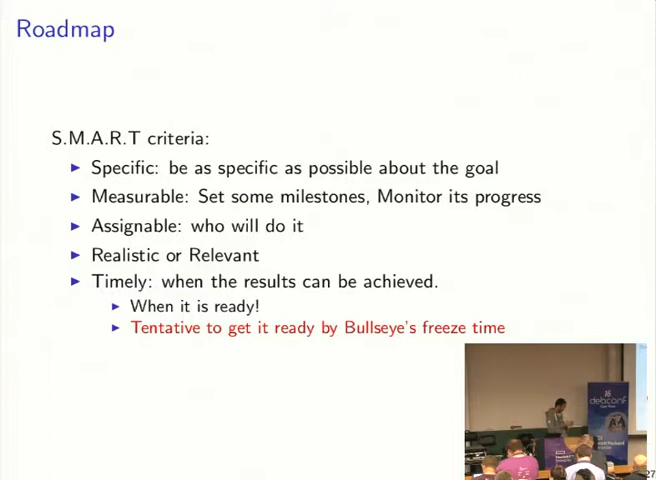 Roadmap
S.M.A.R.T criteria:
Specific: be as specific as possible about the goal
Measurable: Set some milestones, Monitor its progress
Assignable: who will do it
Realistic or Relevant
Timely: when the results can be achieved.
When it is ready!
Tentative to get it ready by Bullseye's freeze time
debconf
27